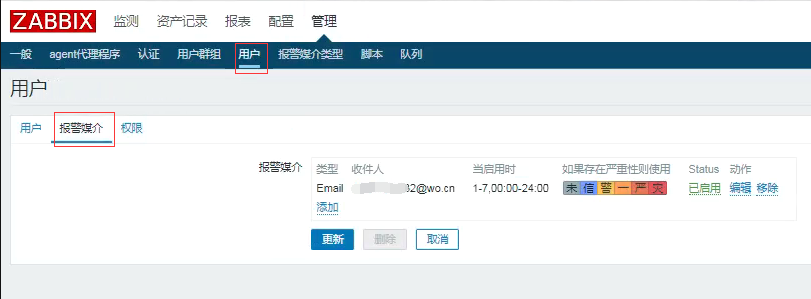 ZABBIX 监测 资产记录 报表 配置 管理
一般 agent代理程序 认证 用户群组 用户 报警媒介类型 脚本 队列
用户
用户 报警媒介 权限
报警媒介 类型 收件人 当启用时 如果存在严重性则使用 Status 动作
Email 32@wo.cn 1-7,00:00-24:00 未 信 警 一 严 灾 已启用 编辑 移除
添加
更新 删除 取消